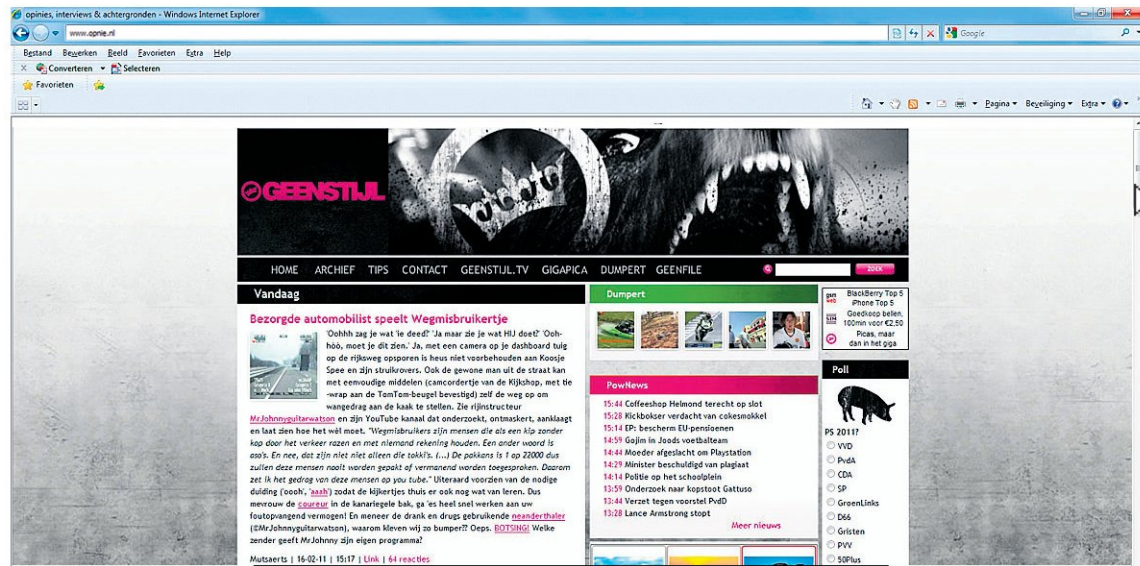 opinies, interviews & achtergronden - Windows Internet Explorer
www.opnie.nl
Google
Bestand Bewerken Beeld Favorieten Extra Help
Converteren Selecteren
Favorieten
Pagina Beveiliging Extra
GEENSTIJL
HOME ARCHIEF TIPS CONTACT GEENSTIJL.TV GIGAPICA DUMPERT GEENFILE
ZOEK
Vandaag
Bezorgde automobilist speelt Wegmisbruikertje
'Oohhh zag je wat 'ie deed? 'Ja maar zie je wat HIJ doet?' 'Ooh-
hòò, moet je dit zien.' Ja, met een camera op je dashboard tuig
op de rijksweg opsporen is heus niet voorbehouden aan Koosje
Spee en zijn struikrovers. Ook de gewone man uit de straat kan
met eenvoudige middelen (camcordertje van de Kijkshop, met tie
-wrap aan de TomTom-beugel bevestigd) zelf de weg op om
wangedrag aan de kaak te stellen. Zie rijinstructeur
MrJohnnyguitarwatson en zijn YouTube kanaal dat onderzoekt, ontmaskert, aanklaagt
en laat zien hoe het wél moet. "Wegmisbruikers zijn mensen die als een kip zonder
kop door het verkeer razen en met niemand rekening houden. Een ander woord is
aso's. En nee, dat zijn niet niet alleen die tokki's. (...) De pakkans is 1 op 22000 dus
zullen deze mensen nooit warden gepakt of vermanend worden toegesproken. Daarom
zet ik het gedrag van deze mensen op you tube." Uiteraard voorzien van de nodige
duiding ('oooh', 'aaah') zodat de kijkertjes thuis er ook nog wat van leren. Dus
mevrouw de coureur in de kanariegele bak, ga 'es heel snel werken aan uw
foutopvangend vermogen! En meneer de drank en drugs gebruikende neanderthaler
(©MrJohnnyguitarwatson), waarom kleven wij zo bumper?? Oeps. BOTSING! Welke
zender geeft MrJohnny zijn eigen programma?
Mutsaerts | 16-02-11 | 15:17 | Link | 64 reacties
Dumpert
PowNews
15:44 Coffeeshop Helmond terecht op slot
15:28 Kickbokser verdacht van cokesmokkel
15:14 EP: bescherm EU-pensioenen
14:59 Gojim in Joods voetbalteam
14:44 Moeder afgeslacht om Playstation
14:29 Minister beschuldigd van plagiaat
14:14 Politie op het schoolplein
13:59 Onderzoek naar kopstoot Gattuso
13:44 Verzet tegen voorstel PvdD
13:28 Lance Armstrong stopt
Meer nieuws
BlackBerry Top 5
iPhone Top 5
Goedkoop bellen,
100min voor €2,50
Picas, maar
dan in het giga
Poll
PS 2011?
VVD
PvdA
CDA
SP
GroenLinks
D66
Gristen
PVV
50Plus